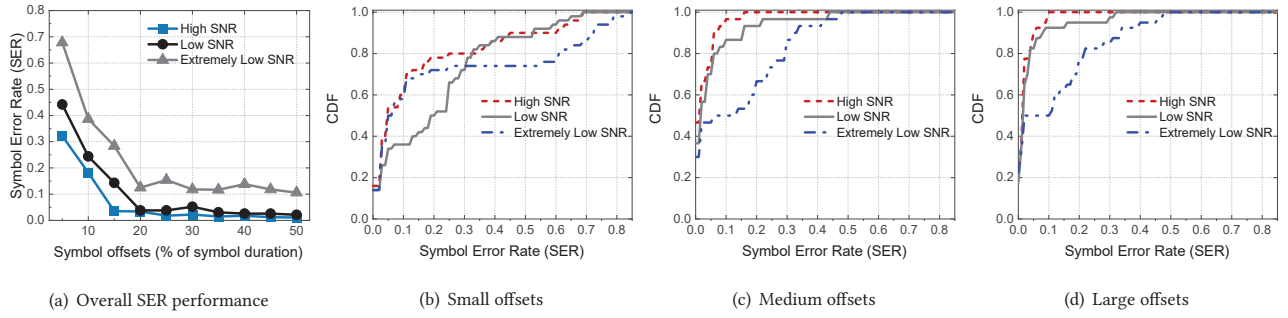 0.8
0.7
0.6
0.5
0.4
0.3
0.2
0.1
0.0
Symbol Error Rate (SER)
High SNR
Low SNR
Extremely Low SNR
10 20 30 40 50
Symbol offsets (% of symbol duration)
(a) Overall SER performance
1.0
0.8
0.6
0.4
0.2
0.0
CDF
High SNR
Low SNR
Extremely Low SNR
0.0 0.1 0.2 0.3 0.4 0.5 0.6 0.7 0.8
Symbol Error Rate (SER)
(b) Small offsets
1.0
0.8
0.6
0.4
0.2
0.0
CDF
High SNR
Low SNR
Extremely Low SNR
0.0 0.1 0.2 0.3 0.4 0.5 0.6 0.7 0.8
Symbol Error Rate (SER)
(c) Medium offsets
1.0
0.8
0.6
0.4
0.2
0.0
CDF
High SNR
Low SNR
Extremely Low SNR
0.0 0.1 0.2 0.3 0.4 0.5 0.6 0.7 0.8
Symbol Error Rate (SER)
(d) Large offsets